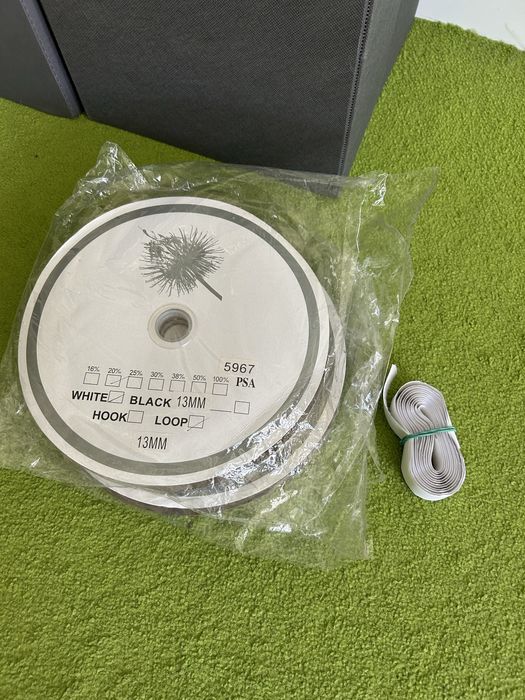 5967
16% 20% 25% 30% 38% 50% 100% PSA
WHITE BLACK 13MM
HOOK LOOP
13MM